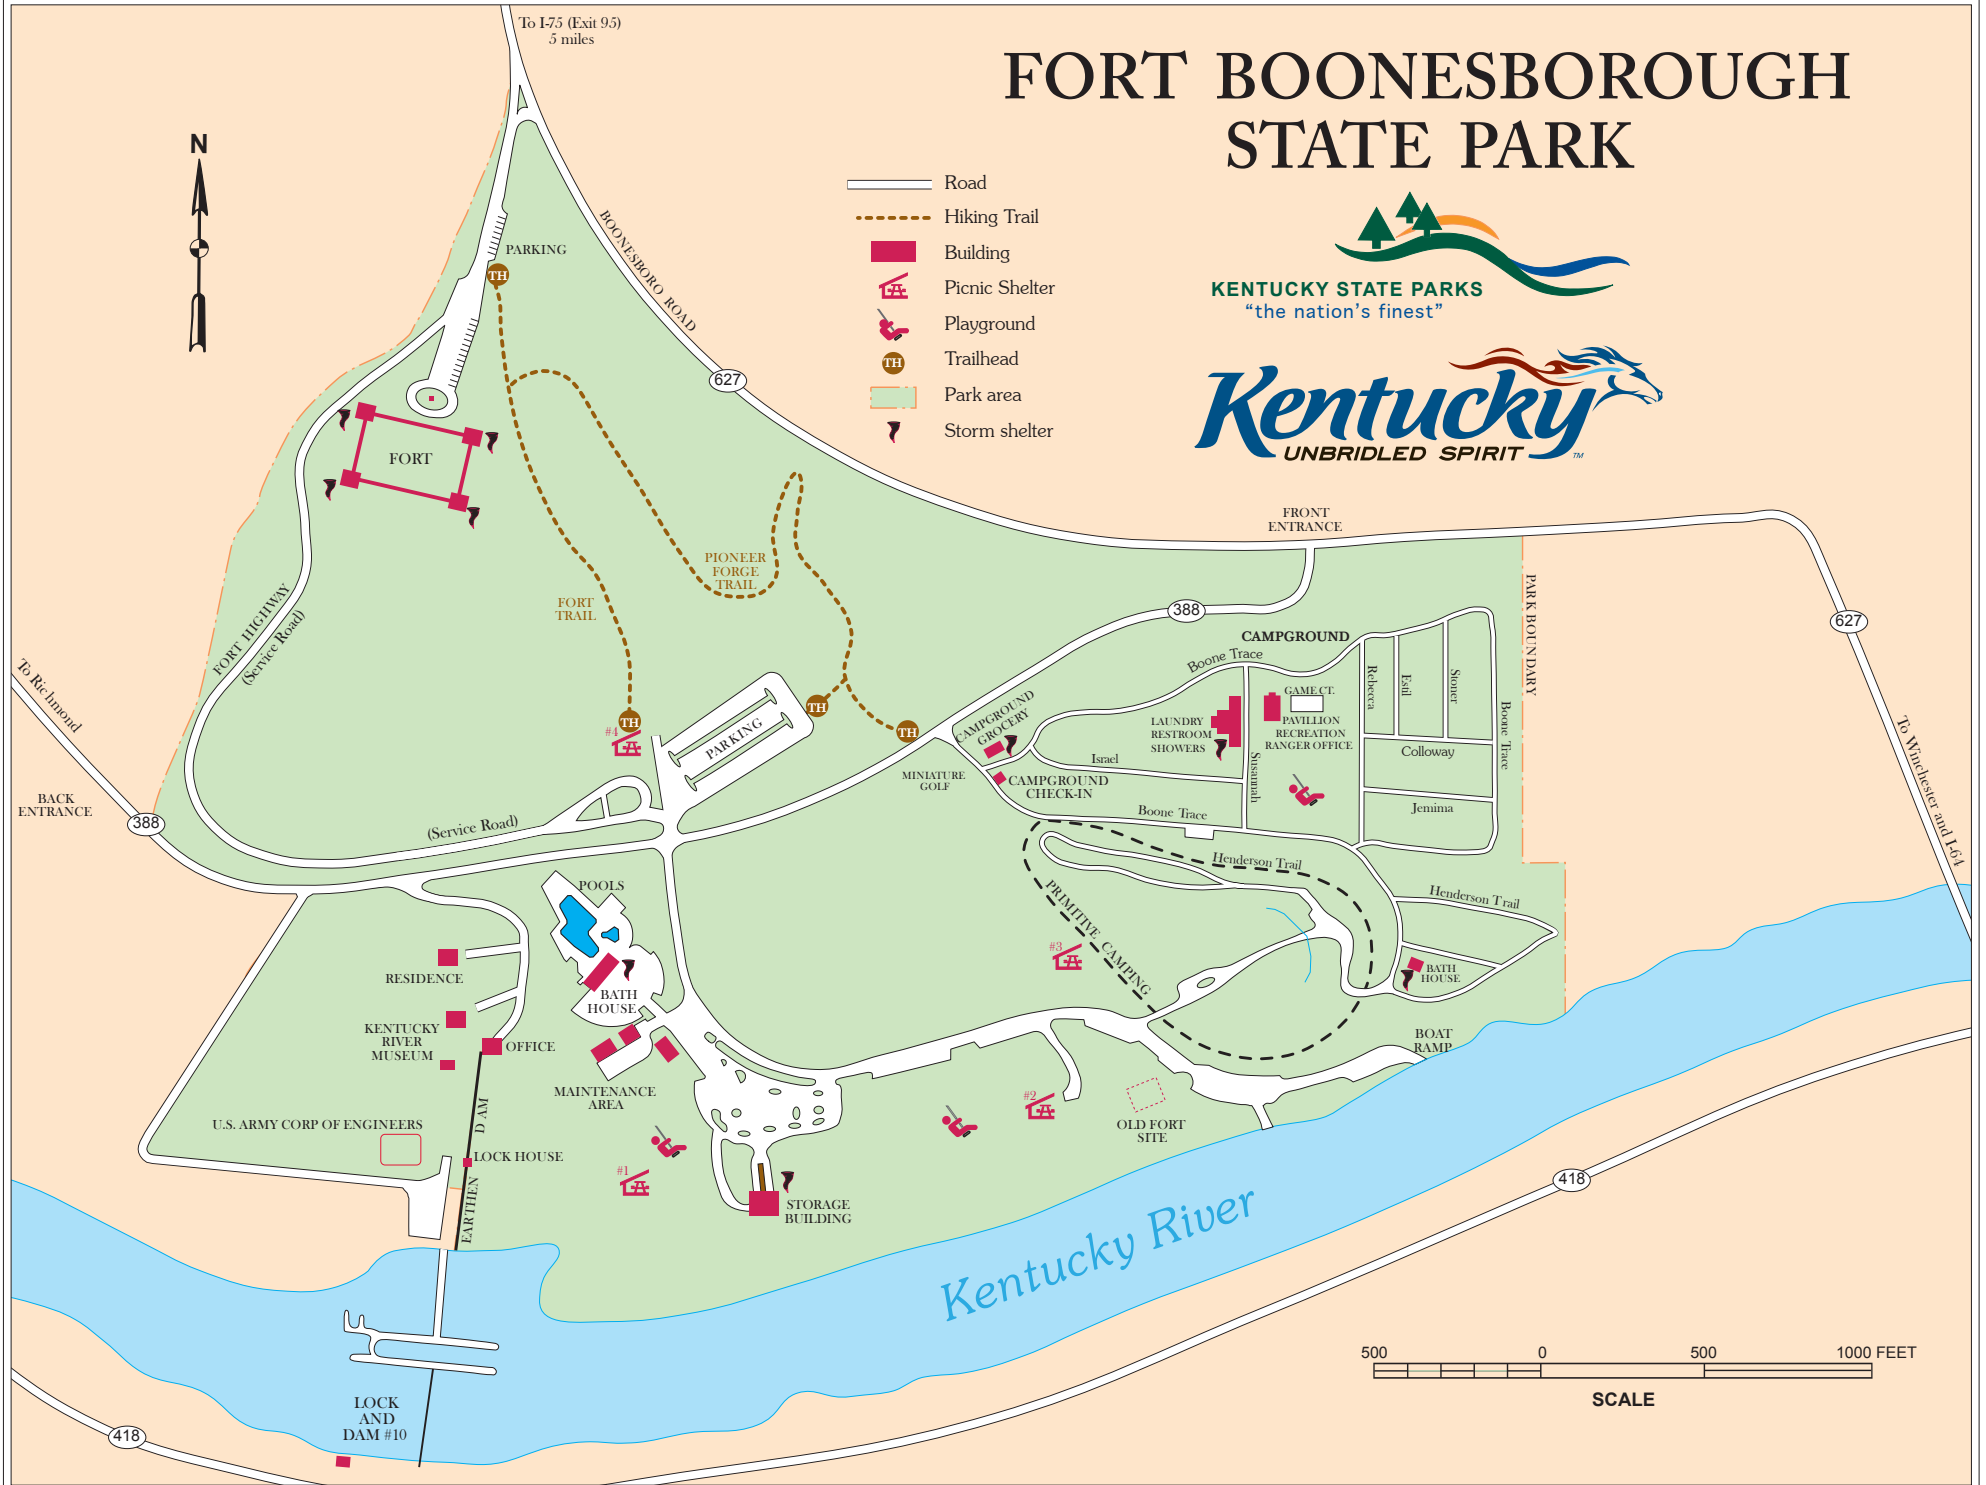 To I-75 (Exit 95)
5 miles
FORT BOONESBOROUGH
STATE PARK
N
Road
Hiking Trail
Building
Picnic Shelter
Playground
TH
Trailhead
Park area
Storm shelter
KENTUCKY STATE PARKS
“the nation’s finest”
Kentucky
UNBRIDLED SPIRIT
TM
PARKING
TH
BOONESBORO ROAD
627
FORT
FRONT
ENTRANCE
PIONEER
FORGE
TRAIL
FORT
TRAIL
FORT HIGHWAY
(Service Road)
388
CAMPGROUND
PARK BOUNDARY
627
To Richmond
Boone Trace
Rebecca
Estil
Stoner
Boone Trace
GAME CT.
LAUNDRY
RESTROOM
SHOWERS
PAVILLION
RECREATION
RANGER OFFICE
CAMPGROUND
GROCERY
TH
TH
TH
#4
PARKING
Colloway
Israel
Susannah
MINIATURE
GOLF
CAMPGROUND
CHECK-IN
Jemima
Boone Trace
To Winchester and I-64
BACK
ENTRANCE
388
(Service Road)
Henderson Trail
Henderson Trail
PRIMITIVE CAMPING
POOLS
#3
RESIDENCE
BATH
HOUSE
BATH
HOUSE
KENTUCKY
RIVER
MUSEUM
OFFICE
BOAT
RAMP
MAINTENANCE
AREA
#2
OLD FORT
SITE
U.S. ARMY CORP OF ENGINEERS
EARTHEN DAM
LOCK HOUSE
#1
STORAGE
BUILDING
418
Kentucky River
500 0 500 1000 FEET
SCALE
LOCK
AND
DAM #10
418